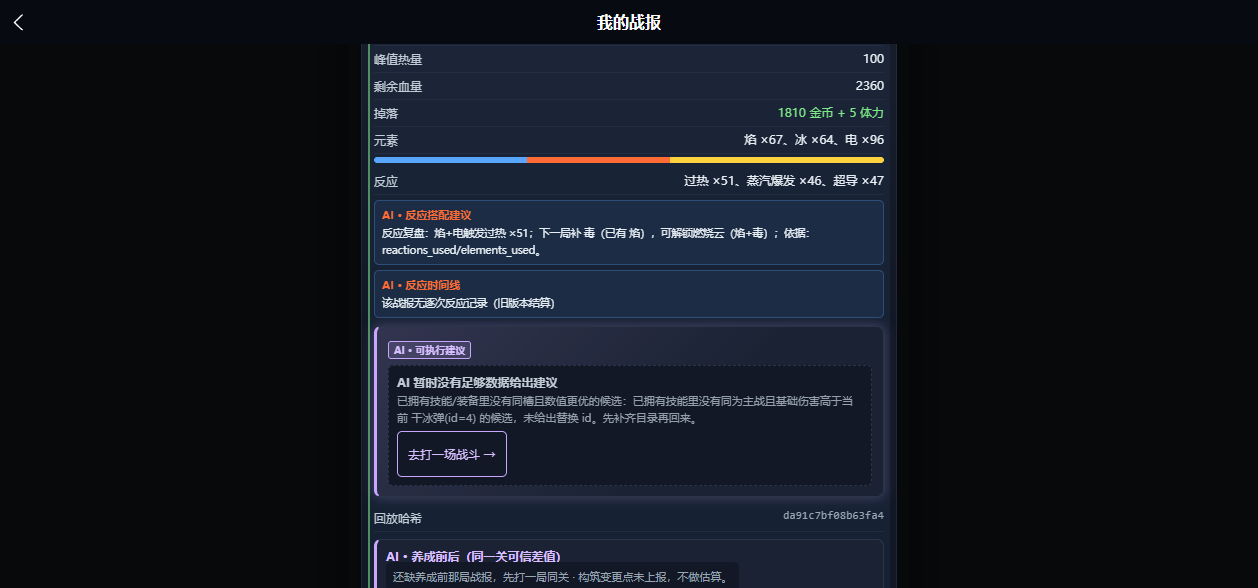 我的战报
峰值热量 100
剩余血量 2360
掉落 1810 金币 + 5 体力
元素 焰 ×67、冰 ×64、电 ×96
反应 过热 ×51、蒸汽爆发 ×46、超导 ×47
AI・反应搭配建议
反应复盘：焰+电触发过热 ×51；下一局补 毒（已有 焰），可解锁燃烧云（焰+毒）；依据：
reactions_used/elements_used。
AI・反应时间线
该战报无逐次反应记录（旧版本结算）
AI・可执行建议
AI 暂时没有足够数据给出建议
已拥有技能/装备里没有同槽且数值更优的候选：已拥有技能里没有同为主战且基础伤害高于当
前 干冰弹(id=4) 的候选，未给出替换 id。先补齐目录再回来。
去打一场战斗 →
回放哈希 da91c7bf08b63fa4
AI・养成前后（同一关可信差值）
还缺养成前那局战报，先打一局同关 · 构筑变更点未上报，不做估算。